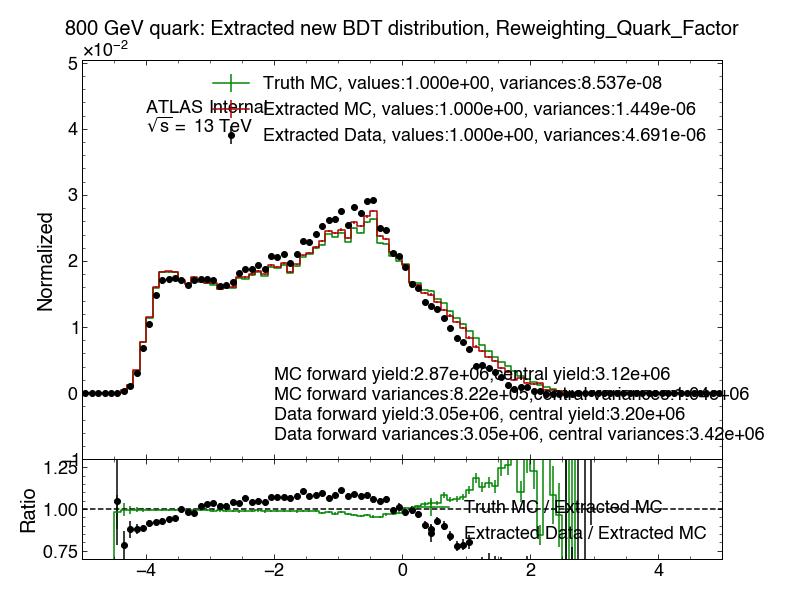 800 GeV quark: Extracted new BDT distribution, Reweighting_Quark_Factor
×10−2
Truth MC, values:1.000e+00, variances:8.537e-08
ATLAS Internal
Extracted MC, values:1.000e+00, variances:1.449e-06
√s = 13 TeV
Extracted Data, values:1.000e+00, variances:4.691e-06
5
4
3
2
1
0
Normalized
MC forward yield:2.87e+06,central yield:3.12e+06
MC forward variances:8.22e+05,central variances:
Data forward yield:3.05e+06, central yield:3.20e+06
Data forward variances:3.05e+06, central variances:3.42e+06
1.25
1.00
0.75
Ratio
Truth MC / Extracted MC
Extracted Data / Extracted MC
−4
−2
0
2
4